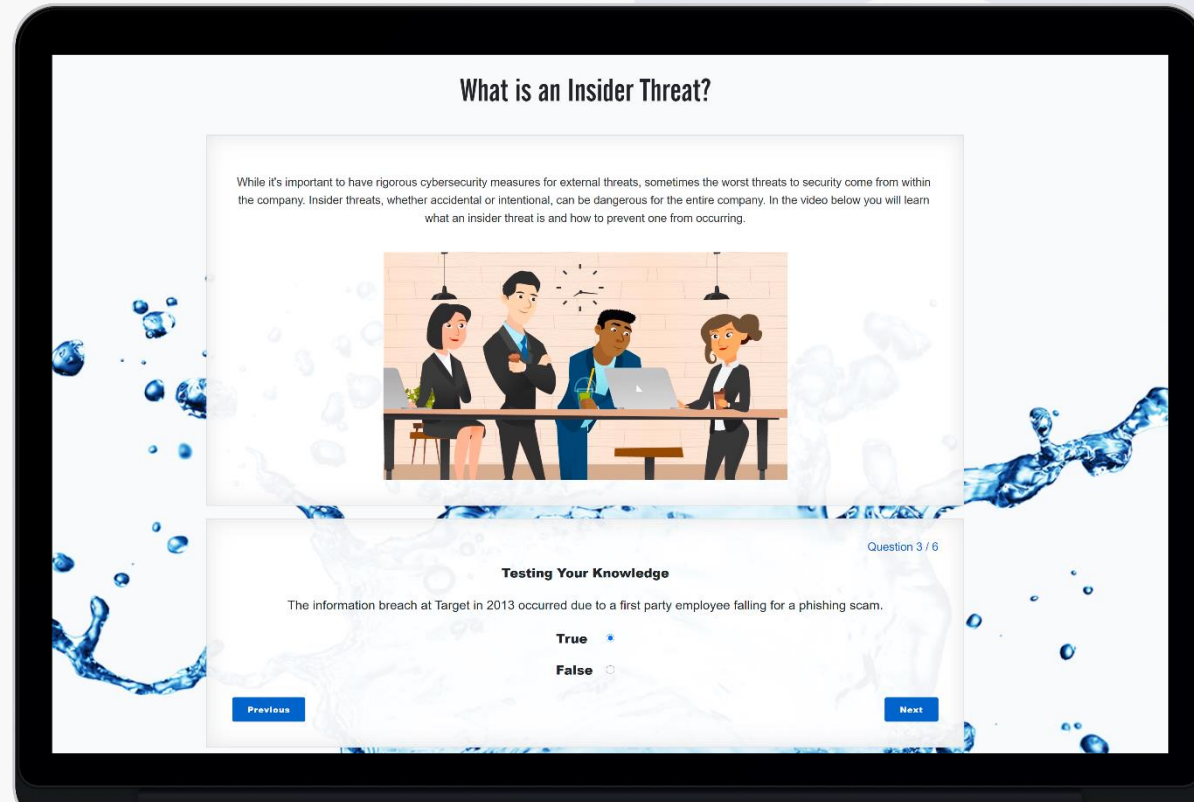 What is an Insider Threat?
While it's important to have rigorous cybersecurity measures for external threats, sometimes the worst threats to security come from within
the company. Insider threats, whether accidental or intentional, can be dangerous for the entire company. In the video below you will learn
what an insider threat is and how to prevent one from occurring.
Question 3 / 6
Testing Your Knowledge
The information breach at Target in 2013 occurred due to a first party employee falling for a phishing scam.
True
False
Previous
Next